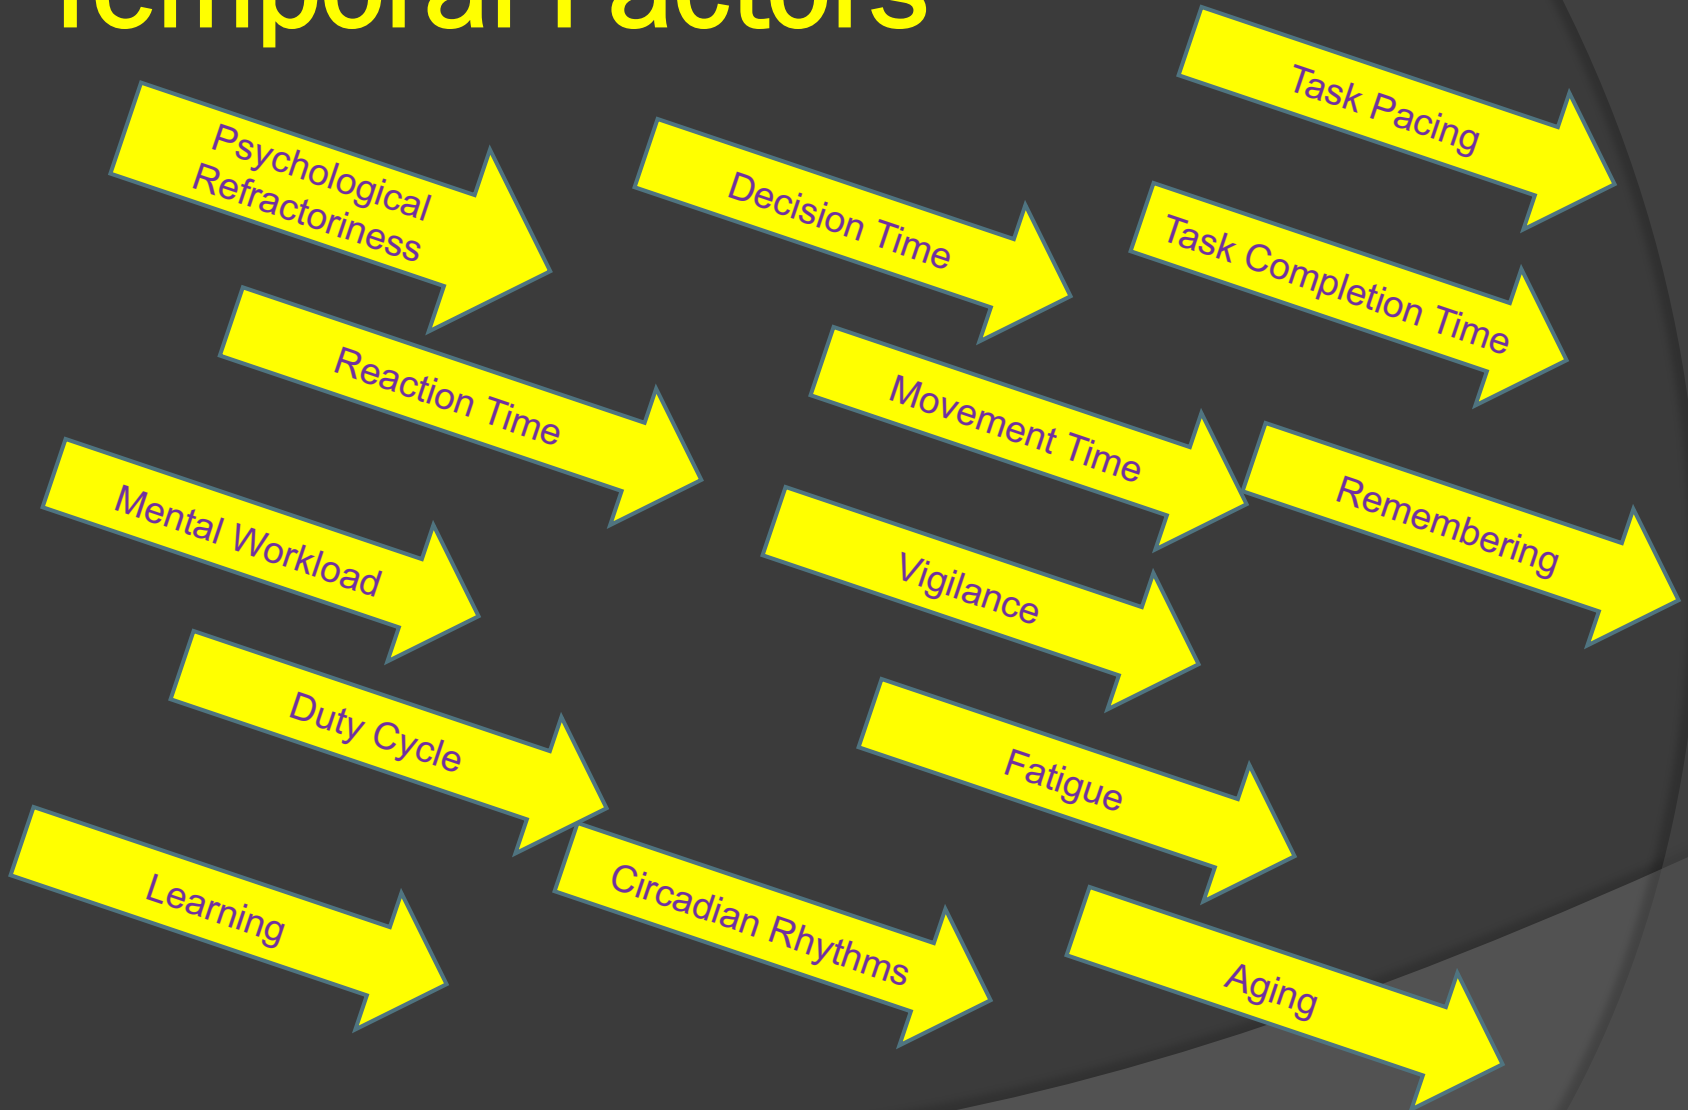 Temporal Factors
Task Pacing
Psychological
Refractoriness
Decision Time
Task Completion Time
Reaction Time
Movement Time
Remembering
Mental Workload
Vigilance
Duty Cycle
Fatigue
Learning
Circadian Rhythms
Aging